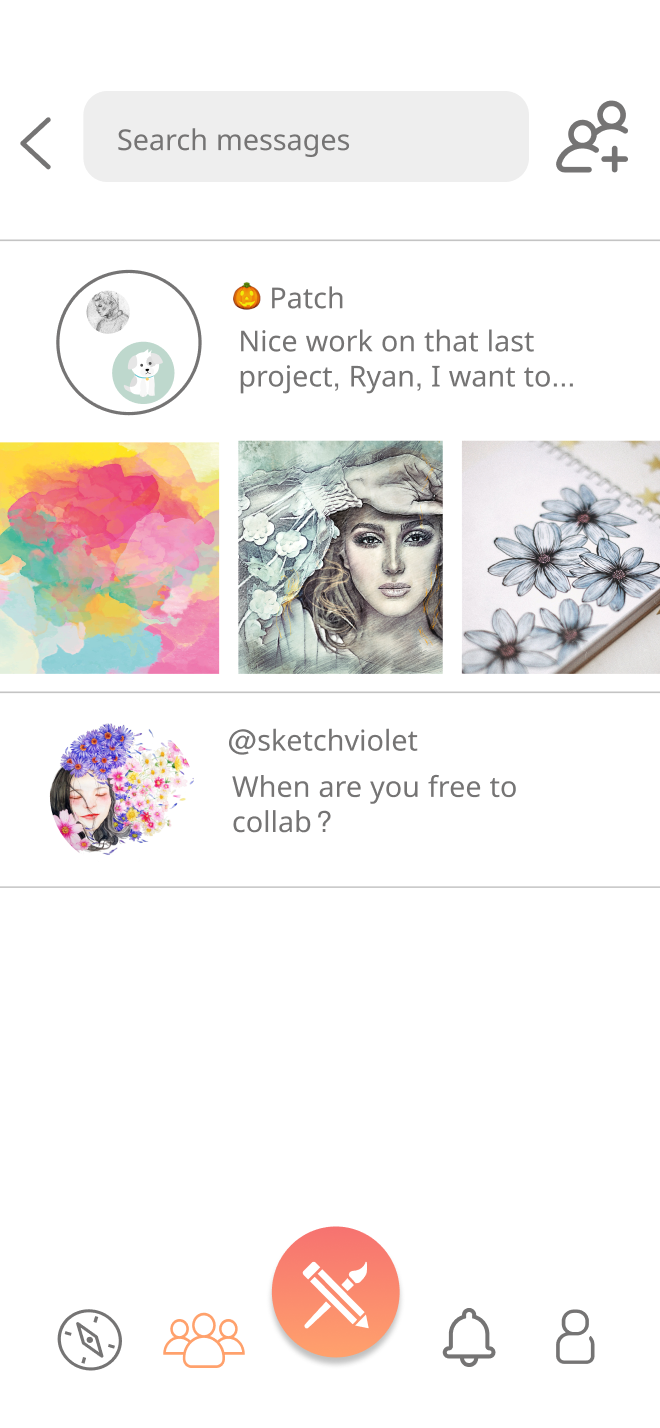 Search messages
🎃 Patch
Nice work on that last
project, Ryan, I want to...
@sketchviolet
When are you free to
collab?